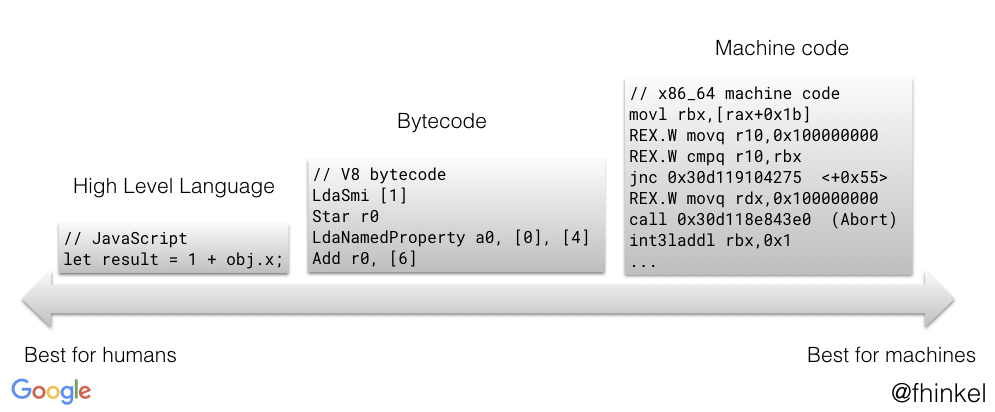 Machine code
// x86_64 machine code
movl rbx,[rax+0x1b]
REX.W movq r10,0x100000000
REX.W cmpq r10,rbx
jnc 0x30d119104275  <+0x55>
REX.W movq rdx,0x100000000
call 0x30d118e843e0  (Abort)
int3laddl rbx,0x1
...
Bytecode
// V8 bytecode
LdaSmi [1]
Star r0
LdaNamedProperty a0, [0], [4]
Add r0, [6]
High Level Language
// JavaScript
let result = 1 + obj.x;
Best for humans
Best for machines
Google
@fhinkel